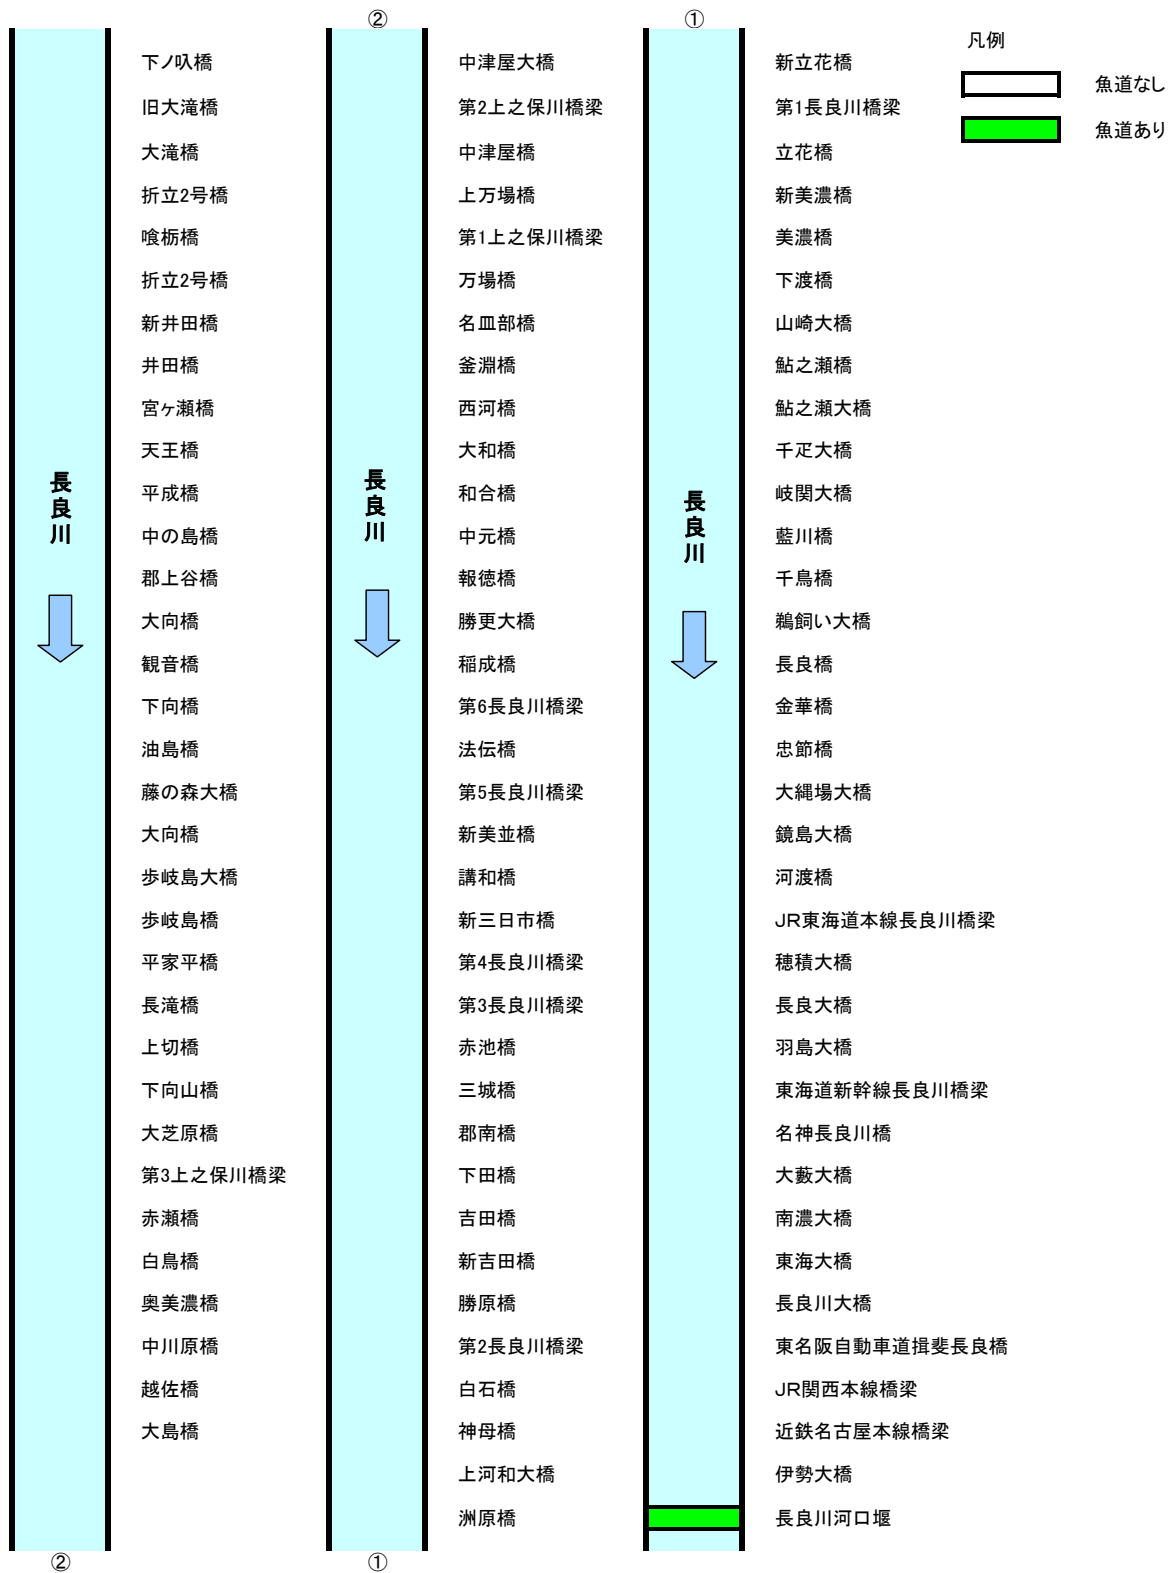 下ノ叺橋
旧大滝橋
大滝橋
折立2号橋
喰栃橋
折立2号橋
新井田橋
井田橋
宮ヶ瀬橋
天王橋
平成橋
中の島橋
郡上谷橋
大向橋
観音橋
下向橋
油島橋
藤の森大橋
大向橋
歩岐島大橋
歩岐島橋
平家平橋
長滝橋
上切橋
下向山橋
大芝原橋
第3上之保川橋梁
赤瀬橋
白鳥橋
奥美濃橋
中川原橋
越佐橋
大島橋
長良川
②
②
中津屋大橋
第2上之保川橋梁
中津屋橋
上万場橋
第1上之保川橋梁
万場橋
名皿部橋
釜淵橋
西河橋
大和橋
和合橋
中元橋
報徳橋
勝更大橋
稲成橋
第6長良川橋梁
法伝橋
第5長良川橋梁
新美並橋
講和橋
新三日市橋
第4長良川橋梁
第3長良川橋梁
赤池橋
三城橋
郡南橋
下田橋
吉田橋
新吉田橋
勝原橋
第2長良川橋梁
白石橋
神母橋
上河和大橋
洲原橋
長良川
①
①
新立花橋
第1長良川橋梁
立花橋
新美濃橋
美濃橋
下渡橋
山崎大橋
鮎之瀬橋
鮎之瀬大橋
千疋大橋
岐関大橋
藍川橋
千鳥橋
鵜飼い大橋
長良橋
金華橋
忠節橋
大縄場大橋
鏡島大橋
河渡橋
JR東海道本線長良川橋梁
穂積大橋
長良大橋
羽島大橋
東海道新幹線長良川橋梁
名神長良川橋
大藪大橋
南濃大橋
東海大橋
長良川大橋
東名阪自動車道揖斐長良橋
JR関西本線橋梁
近鉄名古屋本線橋梁
伊勢大橋
長良川河口堰
長良川
凡例
魚道なし
魚道あり